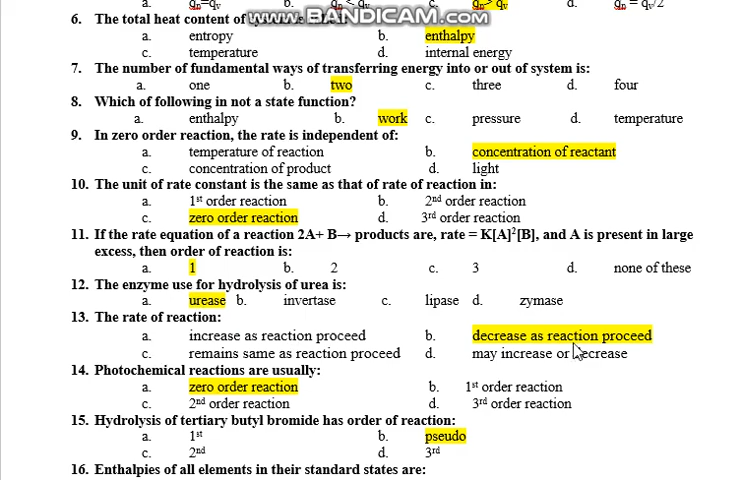 a. qp=qv b. qp < qv c. qp> qv d. qp = qv/2
WWW.BANDICAM.COM
6. The total heat content of
a. entropy b. enthalpy
c. temperature d. internal energy
7. The number of fundamental ways of transferring energy into or out of system is:
a. one b. two c. three d. four
8. Which of following in not a state function?
a. enthalpy b. work c. pressure d. temperature
9. In zero order reaction, the rate is independent of:
a. temperature of reaction b. concentration of reactant
c. concentration of product d. light
10. The unit of rate constant is the same as that of rate of reaction in:
a. 1st order reaction b. 2nd order reaction
c. zero order reaction d. 3rd order reaction
11. If the rate equation of a reaction 2A+ B→ products are, rate = K[A]²[B], and A is present in large
excess, then order of reaction is:
a. 1 b. 2 c. 3 d. none of these
12. The enzyme use for hydrolysis of urea is:
a. urease b. invertase c. lipase d. zymase
13. The rate of reaction:
a. increase as reaction proceed b. decrease as reaction proceed
c. remains same as reaction proceed d. may increase or decrease
14. Photochemical reactions are usually:
a. zero order reaction b. 1st order reaction
c. 2nd order reaction d. 3rd order reaction
15. Hydrolysis of tertiary butyl bromide has order of reaction:
a. 1st b. pseudo
c. 2nd d. 3rd
16. Enthalpies of all elements in their standard states are: